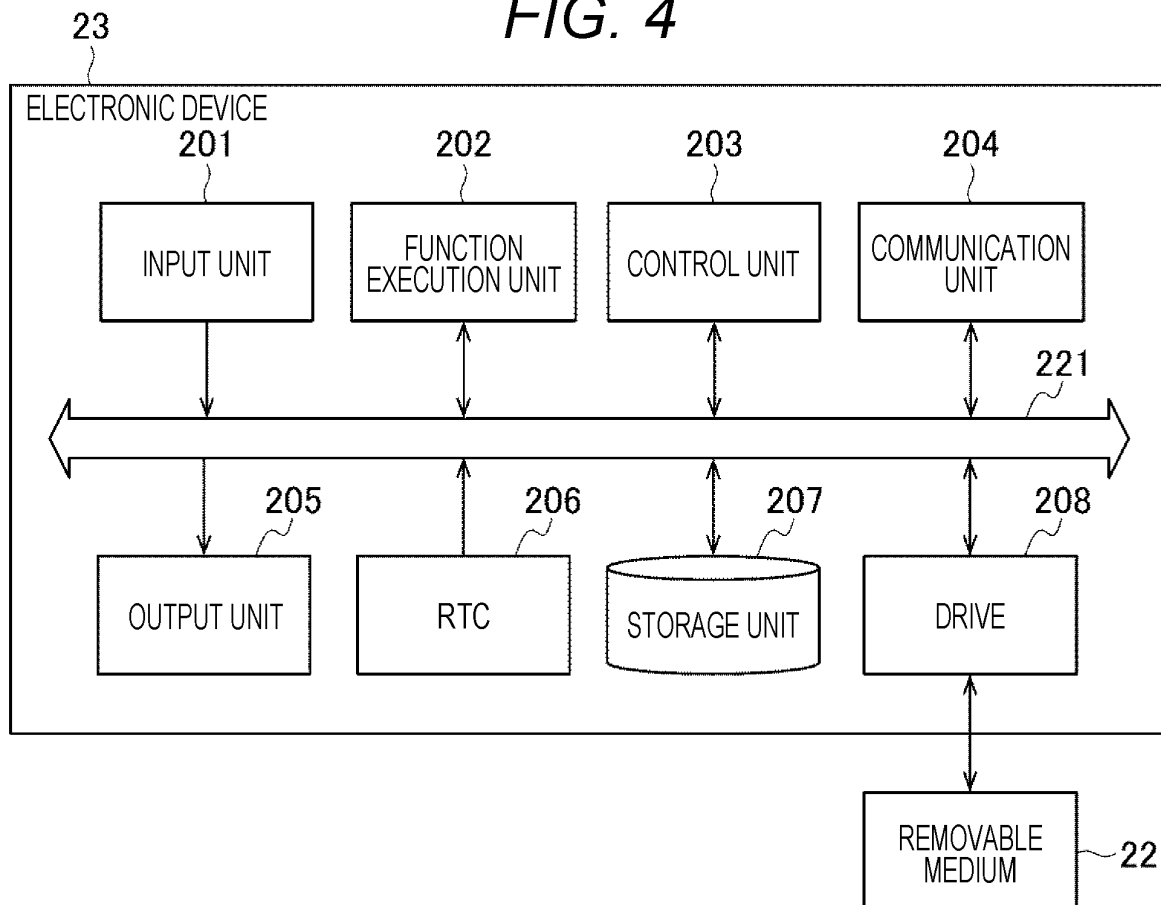 FIG. 4
23
ELECTRONIC DEVICE
201
202
203
204
INPUT UNIT
FUNCTION
EXECUTION UNIT
CONTROL UNIT
COMMUNICATION
UNIT
221
205
206
207
208
OUTPUT UNIT
RTC
STORAGE UNIT
DRIVE
REMOVABLE
MEDIUM
22